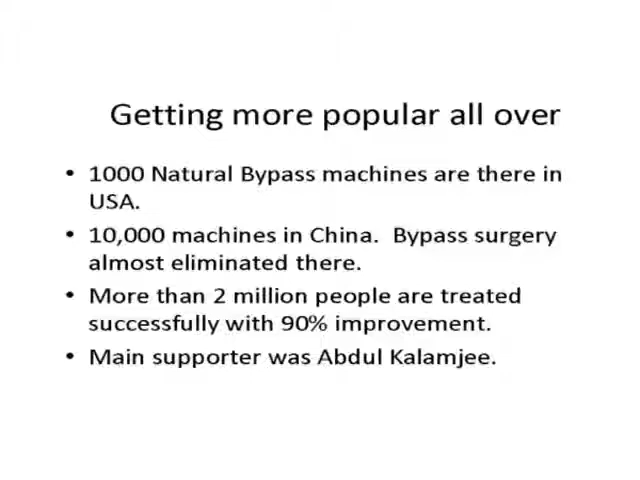 Getting more popular all over
• 1000 Natural Bypass machines are there in
USA.
• 10,000 machines in China.  Bypass surgery
almost eliminated there.
• More than 2 million people are treated
successfully with 90% improvement.
• Main supporter was Abdul Kalamjee.